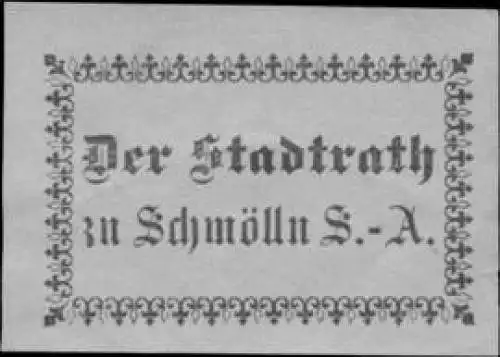 Der Stadtrath
zu Schmölln S.-A.